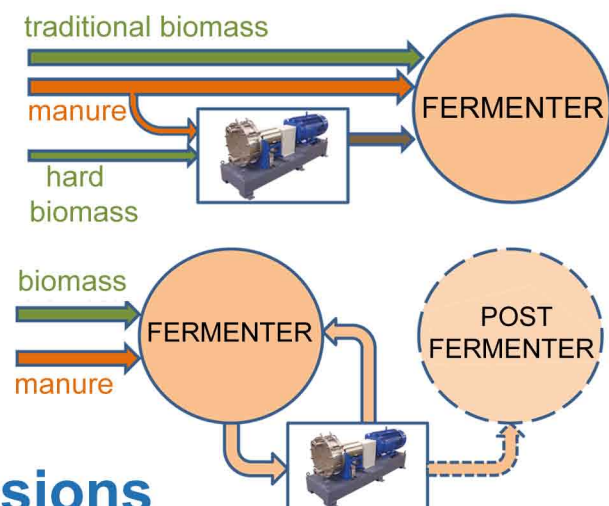 traditional biomass
manure
hard
biomass
FERMENTER
biomass
manure
FERMENTER
POST
FERMENTER
sions